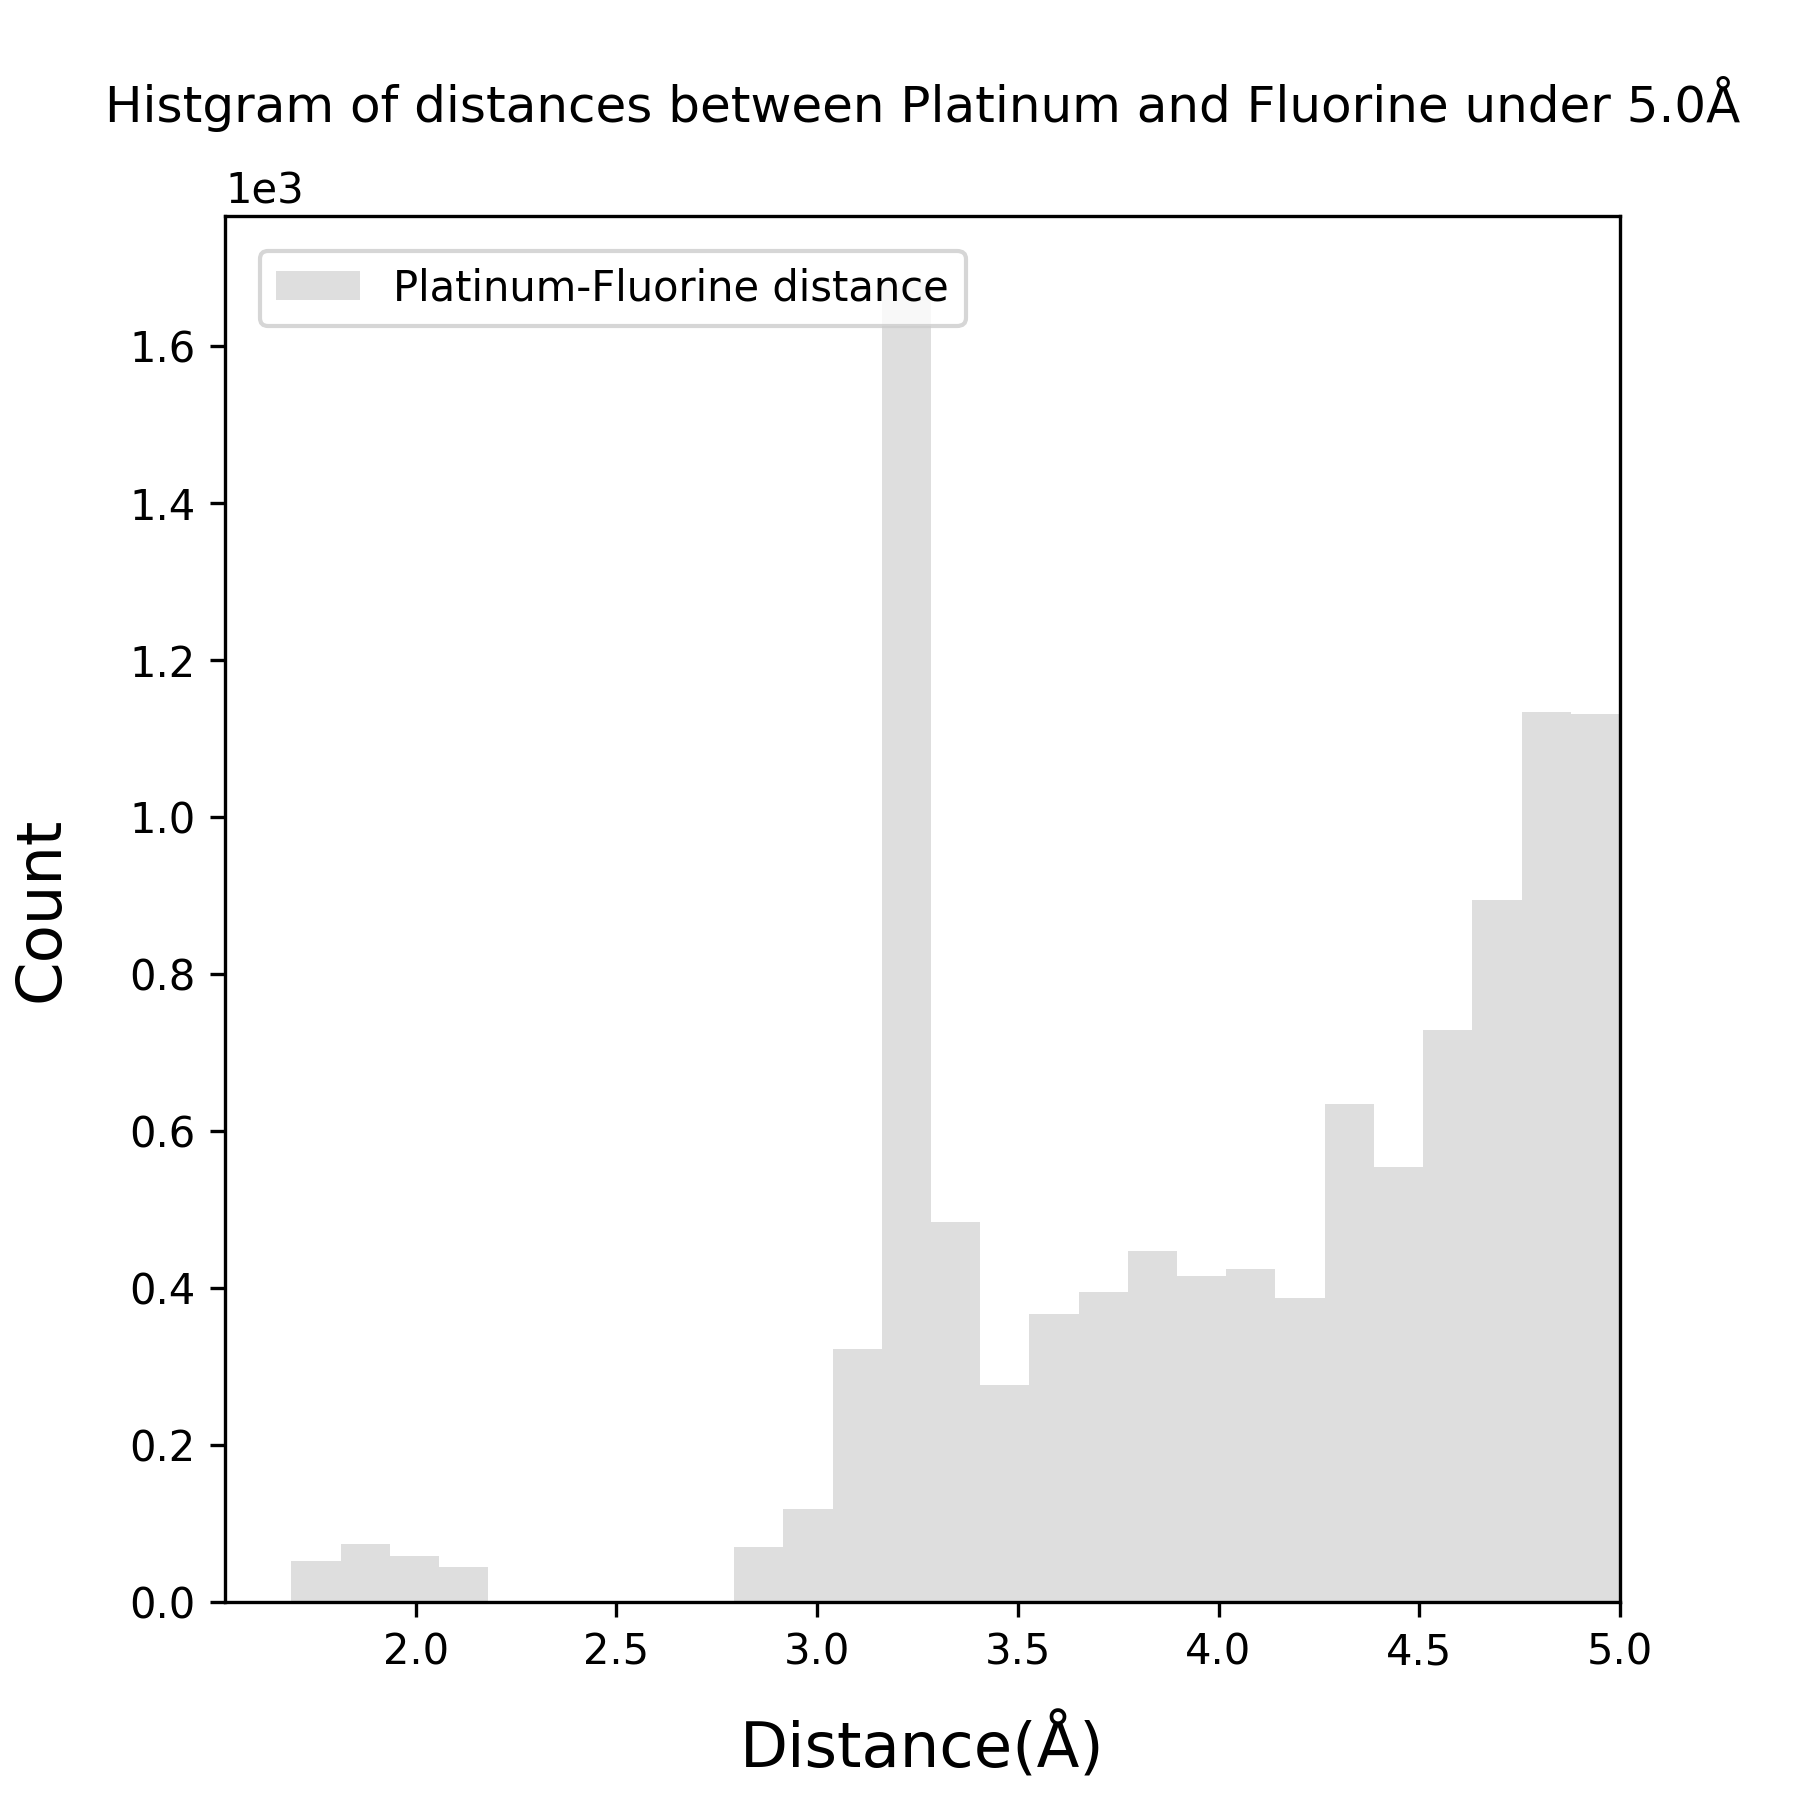 Histgram of distances between Platinum and Fluorine under 5.0Å
1e3
Platinum-Fluorine distance
1.6
1.4
1.2
1.0
0.8
0.6
0.4
0.2
0.0
Count
2.0 2.5 3.0 3.5 4.0 4.5 5.0
Distance(Å)